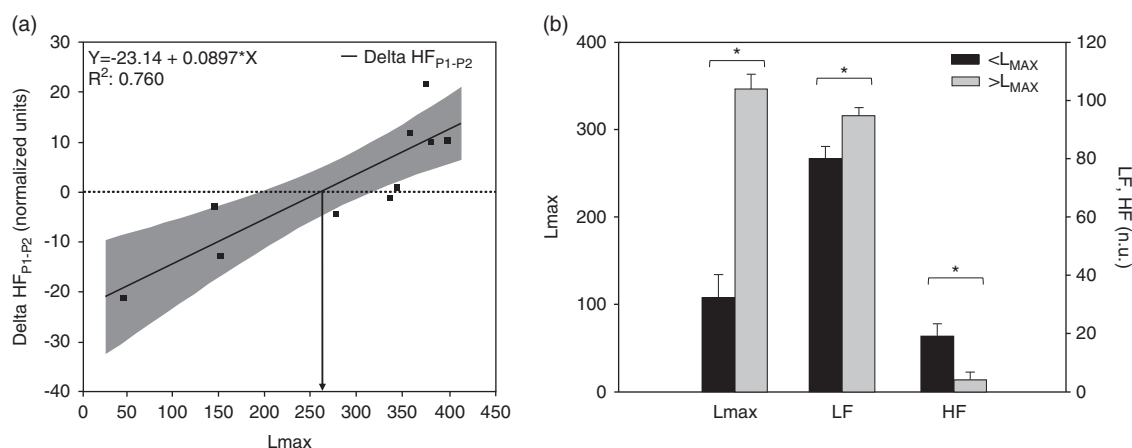 (a)
30
20
10
0
-10
-20
-30
-40
Delta HF_P1-P2 (normalized units)
Y=-23.14 + 0.0897*X
R²: 0.760
Delta HF_P1-P2
0 50 100 150 200 250 300 350 400 450
Lmax
(b)
400
300
200
100
0
Lmax
* * *
<L_MAX
>L_MAX
120
100
80
60
40
20
0
LF, HF (n.u.)
Lmax LF HF